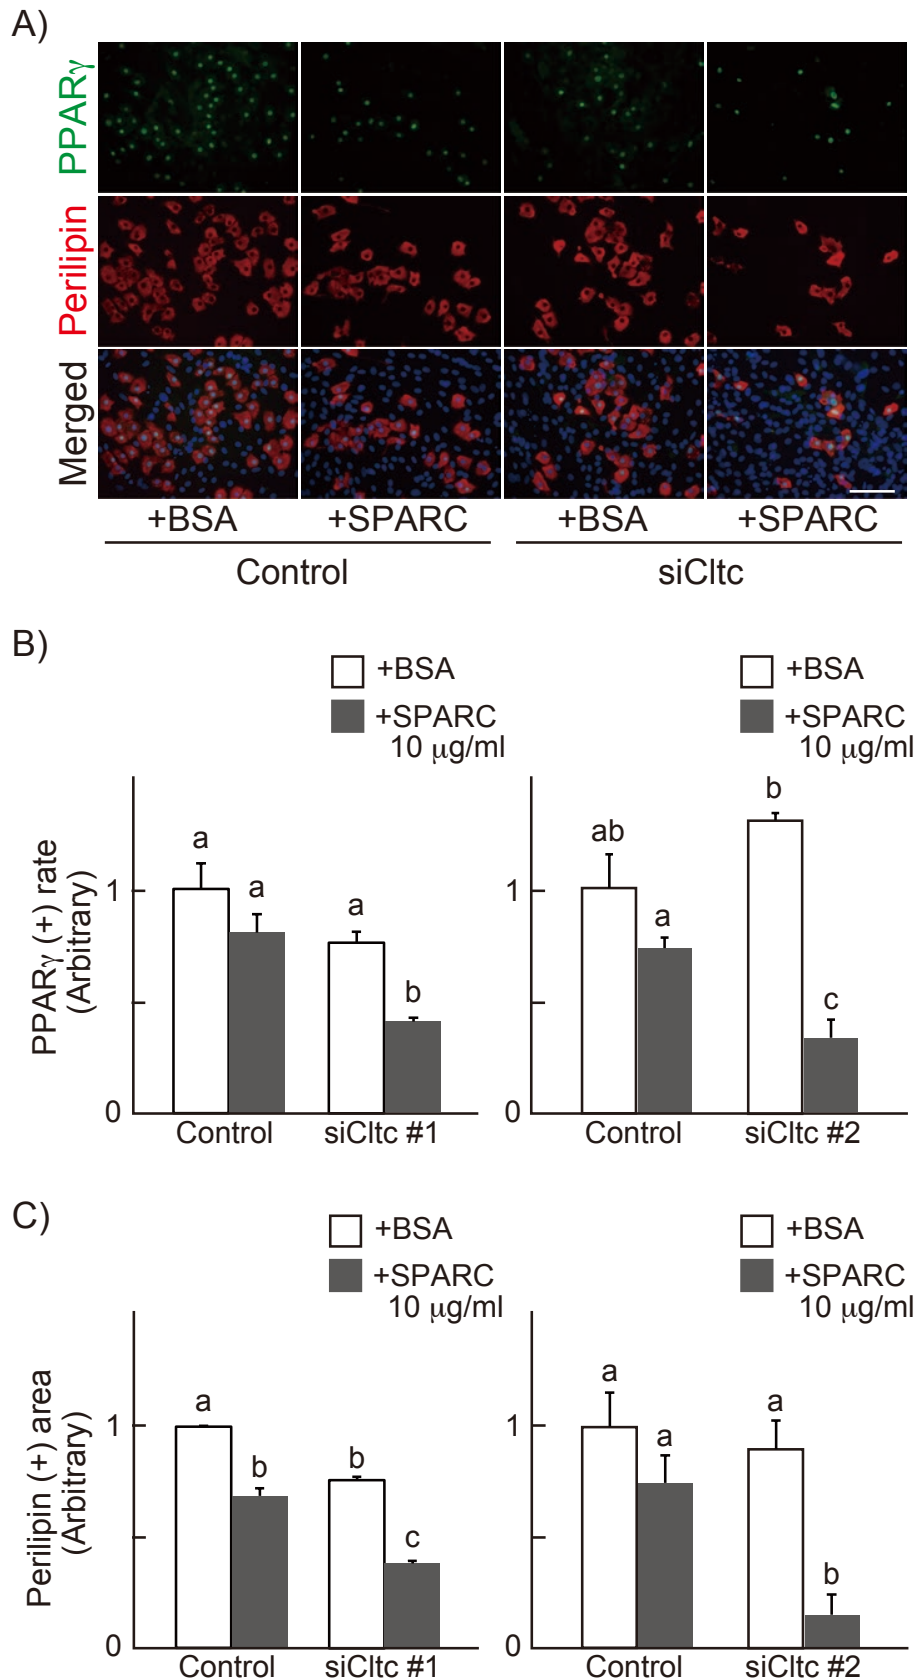 A)
PPARγ
Perilipin
Merged
+BSA +SPARC +BSA +SPARC
Control siCltc
B)
+BSA
+SPARC
10 μg/ml
+BSA
+SPARC
10 μg/ml
PPARγ (+) rate
(Arbitrary)
1
0
a
a
a
b
Control siCltc #1
1
0
ab
a
b
c
Control siCltc #2
C)
+BSA
+SPARC
10 μg/ml
+BSA
+SPARC
10 μg/ml
Perilipin (+) area
(Arbitrary)
1
0
a
b
b
c
Control siCltc #1
1
0
a
a
a
b
Control siCltc #2